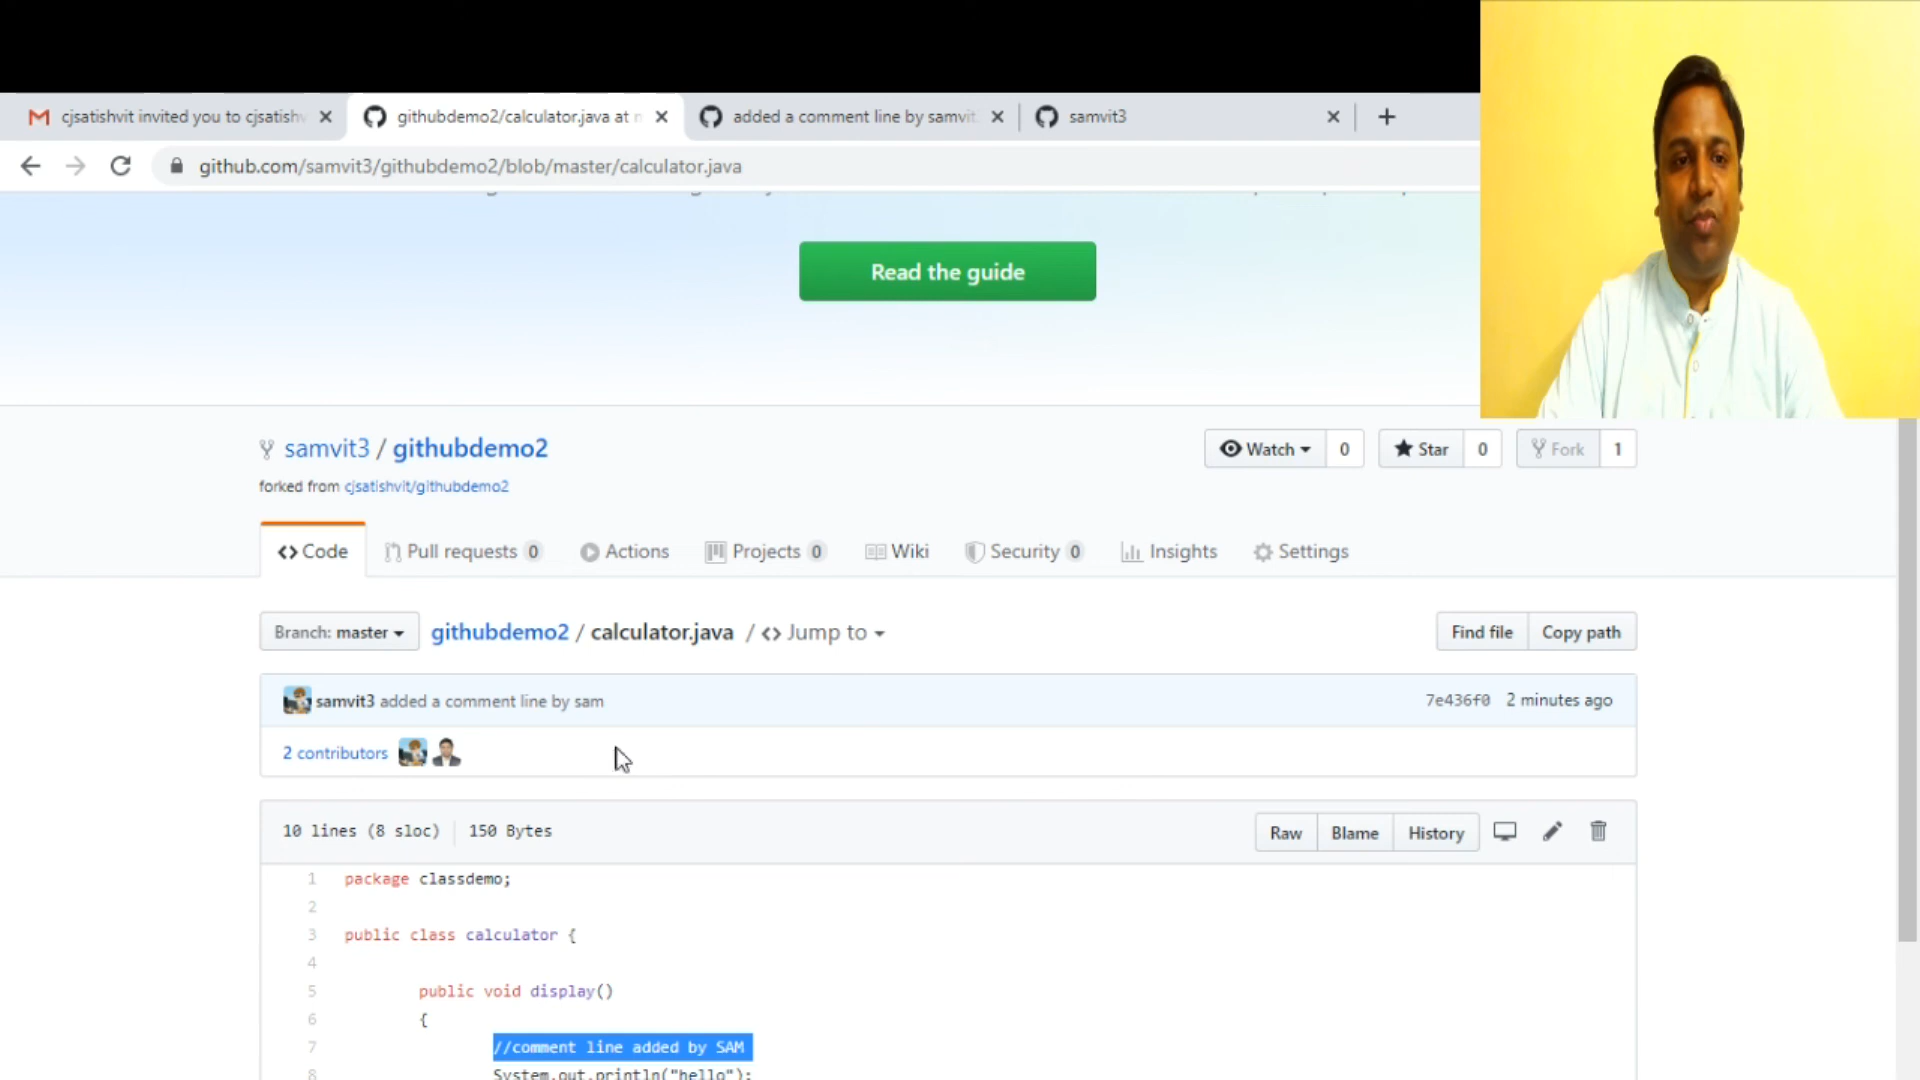 cjsatishvit invited you to cjsatishv
githubdemo2/calculator.java at m
added a comment line by samvit
samvit3
github.com/samvit3/githubdemo2/blob/master/calculator.java
Read the guide
samvit3 / githubdemo2
Watch 0 Star 0 Fork 1
forked from cjsatishvit/githubdemo2
<> Code Pull requests 0 Actions Projects 0 Wiki Security 0 Insights Settings
Branch: master githubdemo2 / calculator.java / <> Jump to Find file Copy path
samvit3 added a comment line by sam 7e436f0 2 minutes ago
2 contributors
10 lines (8 sloc) 150 Bytes Raw Blame History
1 package classdemo;
2
3 public class calculator {
4
5 public void display()
6 {
7 //comment line added by SAM
8 System.out.println("hello");